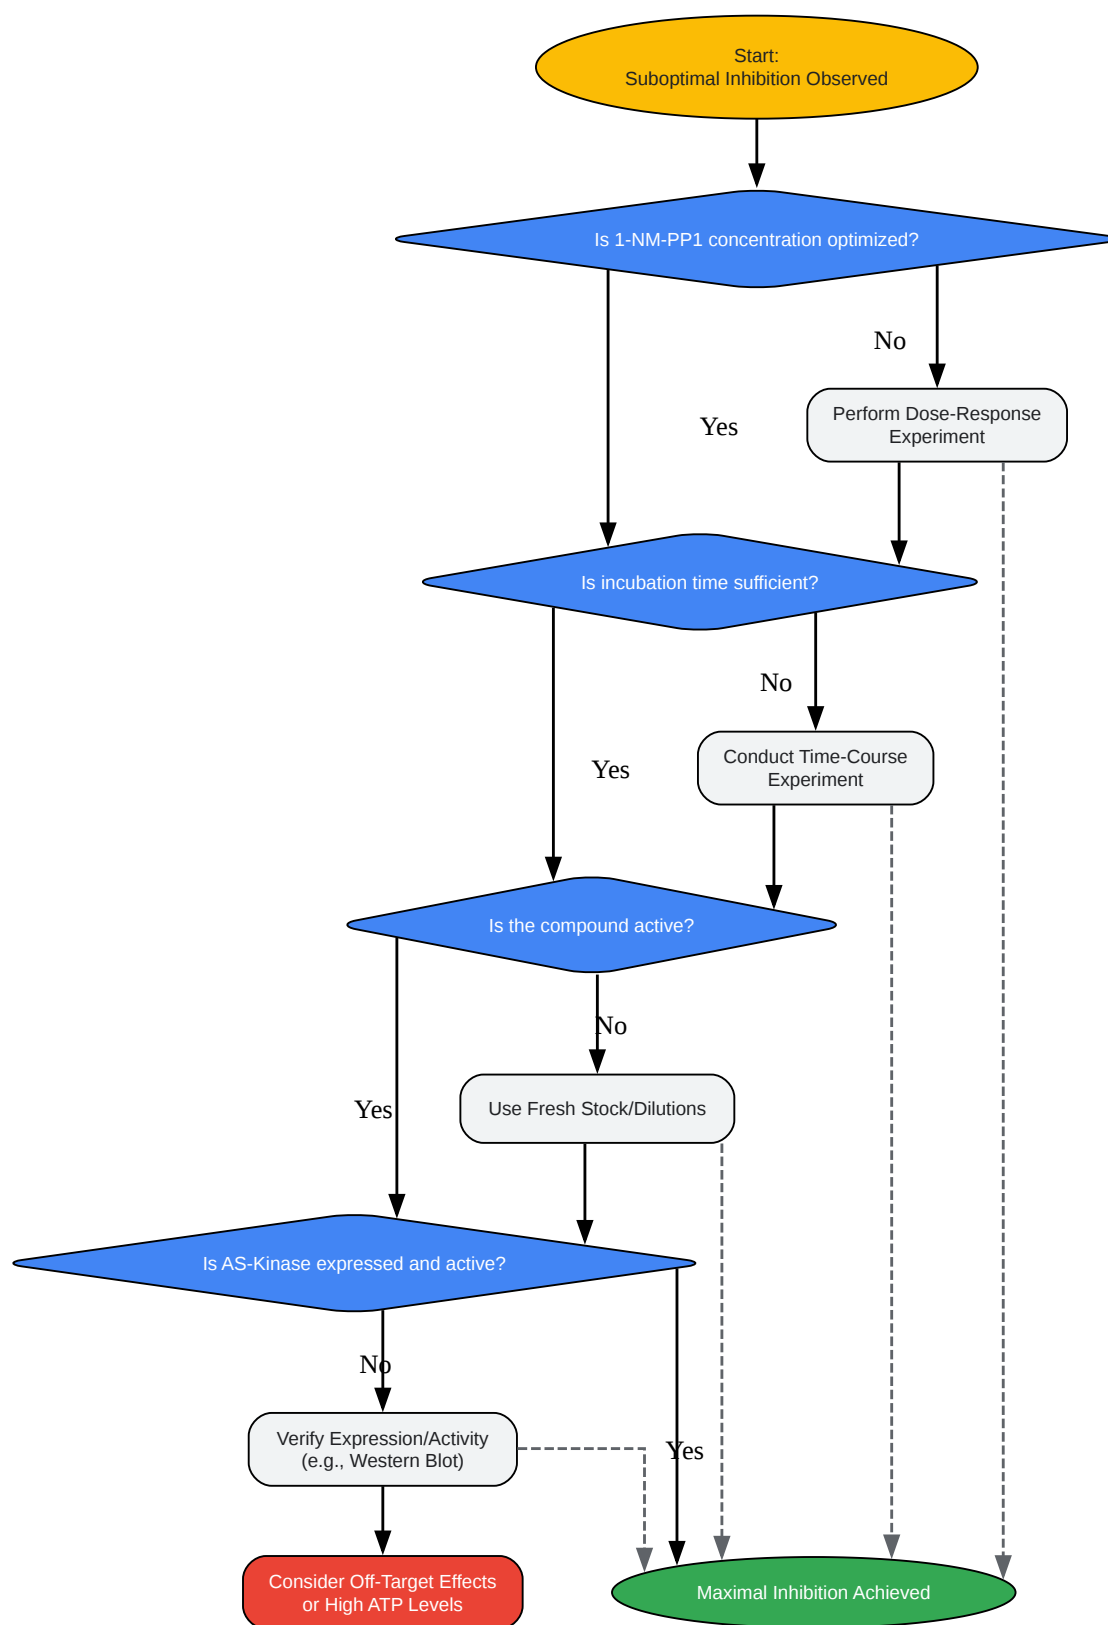 Start:
Suboptimal Inhibition Observed
Is 1-NM-PP1 concentration optimized?
No
Yes
Perform Dose-Response
Experiment
Is incubation time sufficient?
No
Yes
Conduct Time-Course
Experiment
Is the compound active?
No
Yes
Use Fresh Stock/Dilutions
Is AS-Kinase expressed and active?
No
Verify Expression/Activity
(e.g., Western Blot)
Yes
Consider Off-Target Effects
or High ATP Levels
Maximal Inhibition Achieved